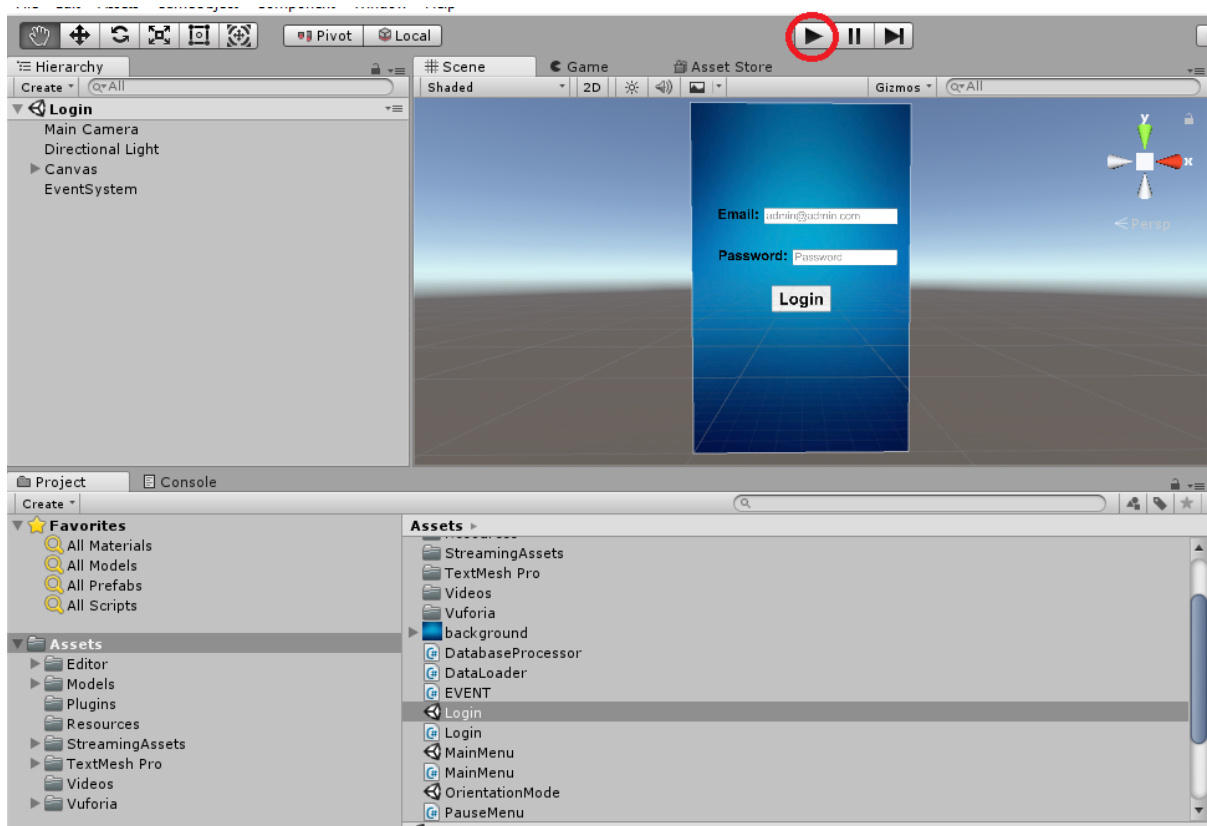 Pivot Local
Hierarchy
Create All
Login
Main Camera
Directional Light
Canvas
EventSystem
Scene Game Asset Store
Shaded 2D Gizmos All
y
x
Persp
Email: admin@admin.com
Password: Password
Login
Project Console
Create
Favorites
All Materials
All Models
All Prefabs
All Scripts
Assets
Editor
Models
Plugins
Resources
StreamingAssets
TextMesh Pro
Videos
Vuforia
Assets
StreamingAssets
TextMesh Pro
Videos
Vuforia
background
DatabaseProcessor
DataLoader
EVENT
Login
Login
MainMenu
MainMenu
OrientationMode
PauseMenu